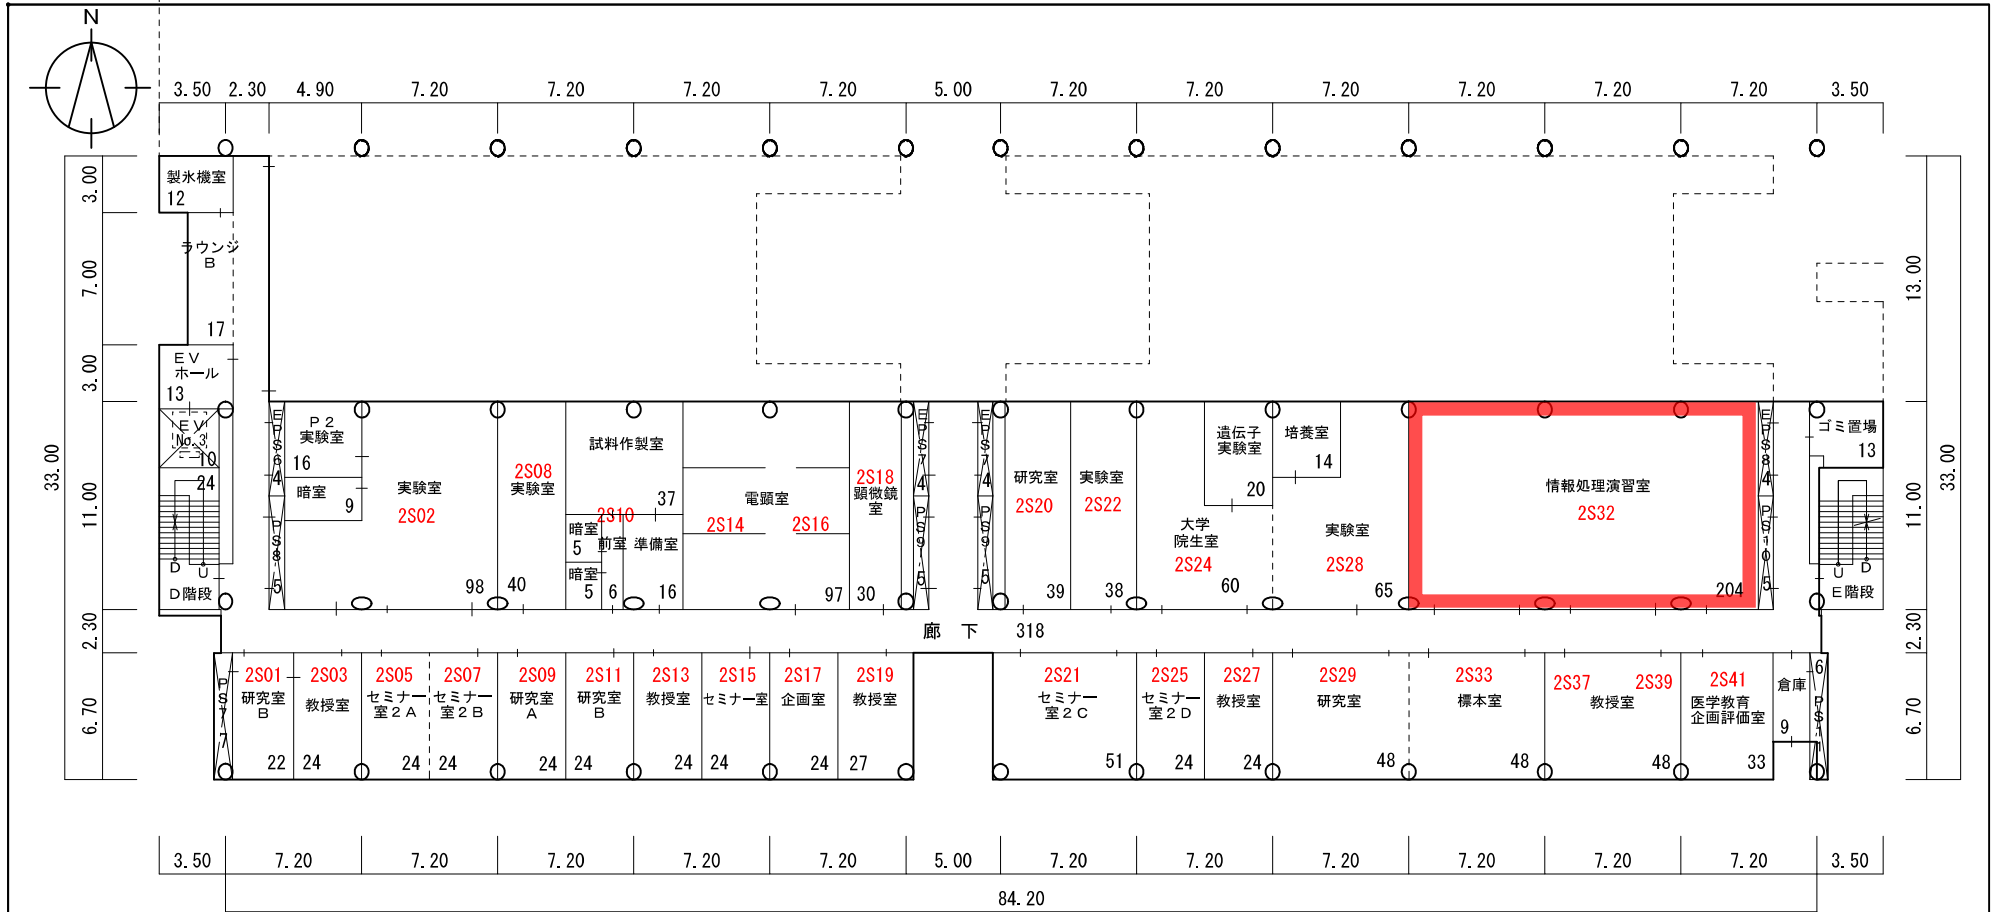 N
3.50 2.30 4.90 7.20 7.20 7.20 7.20 5.00 7.20 7.20 7.20 7.20 7.20 7.20 3.50
33.00
3.00
7.00
3.00
11.00
2.30
6.70
製氷機室
12
ラウンジ
B
17
EV
ホール
13
EV
No.3
10
24
D
U
D階段
EPS64
PS8
5
P2
実験室
16
暗室
9
実験室
2S02
98
2S08
実験室
40
試料作製室
37
暗室
5
暗室
5
2S10
前室
6
準備室
16
電顕室
2S14
2S16
97
2S18
顕微鏡
室
30
EPS74
PS9
5
EPS74
PS9
5
研究室
2S20
39
実験室
2S22
38
遺伝子
実験室
20
大学
院生室
2S24
60
培養室
14
実験室
2S28
65
情報処理演習室
2S32
204
EPS84
PS10
5
ゴミ置場
13
U
D
E階段
13.00
11.00
2.30
6.70
33.00
廊 下 318
PS7
7
2S01
研究室
B
22
2S03
教授室
24
2S05
セミナー
室2A
24
2S07
セミナー
室2B
24
2S09
研究室
A
24
2S11
研究室
B
24
2S13
教授室
24
2S15
セミナー室
24
2S17
企画室
24
2S19
教授室
27
2S21
セミナー
室2C
51
2S25
セミナー
室2D
24
2S27
教授室
24
2S29
研究室
48
2S33
標本室
48
2S37 2S39
教授室
48
2S41
医学教育
企画評価室
33
倉庫
9
6
3.50 7.20 7.20 7.20 7.20 7.20 5.00 7.20 7.20 7.20 7.20 7.20 7.20 3.50
84.20